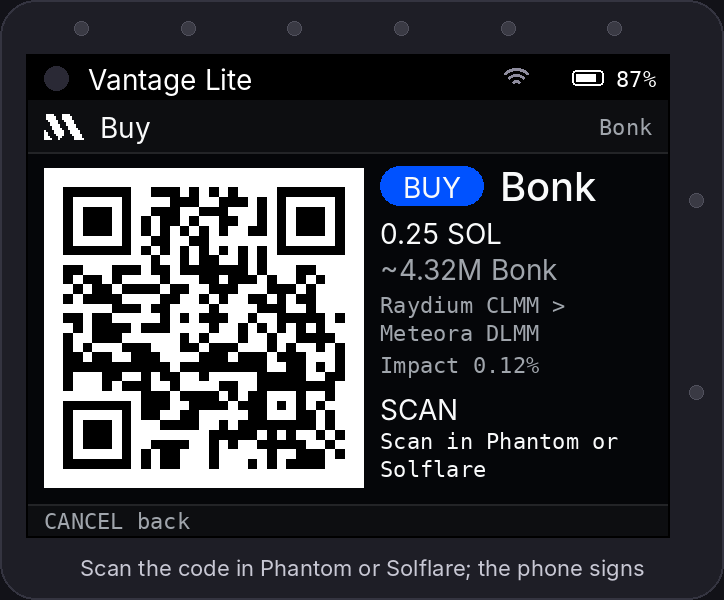 Vantage Lite
87%
Buy
Bonk
BUY Bonk
0.25 SOL
~4.32M Bonk
Raydium CLMM >
Meteora DLMM
Impact 0.12%
SCAN
Scan in Phantom or
Solflare
CANCEL back
Scan the code in Phantom or Solflare; the phone signs